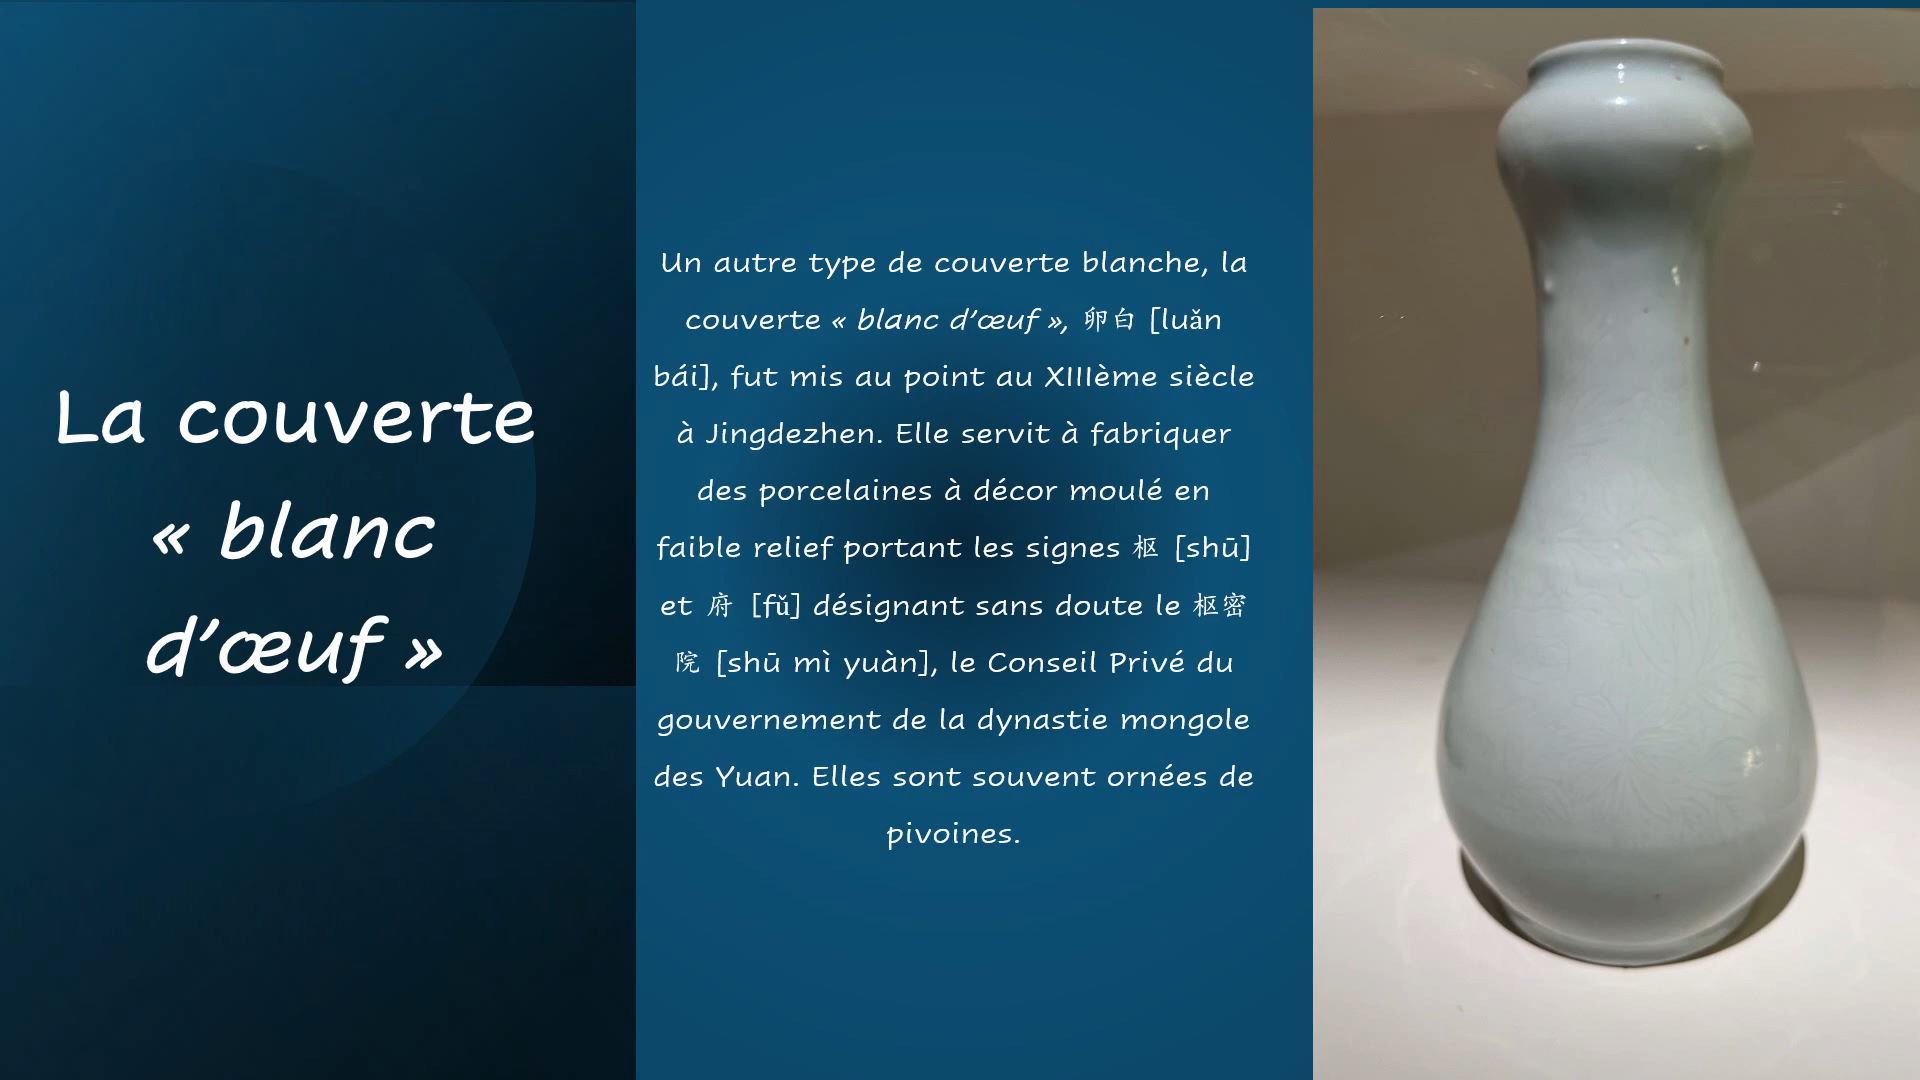 La couverte
« blanc
d’œuf »
Un autre type de couverte blanche, la
couverte « blanc d’œuf », 卵白 [luǎn
bái], fut mis au point au XIIIème siècle
à Jingdezhen. Elle servit à fabriquer
des porcelaines à décor moulé en
faible relief portant les signes 枢 [shū]
et 府 [fǔ] désignant sans doute le 枢密
院 [shū mì yuàn], le Conseil Privé du
gouvernement de la dynastie mongole
des Yuan. Elles sont souvent ornées de
pivoines.